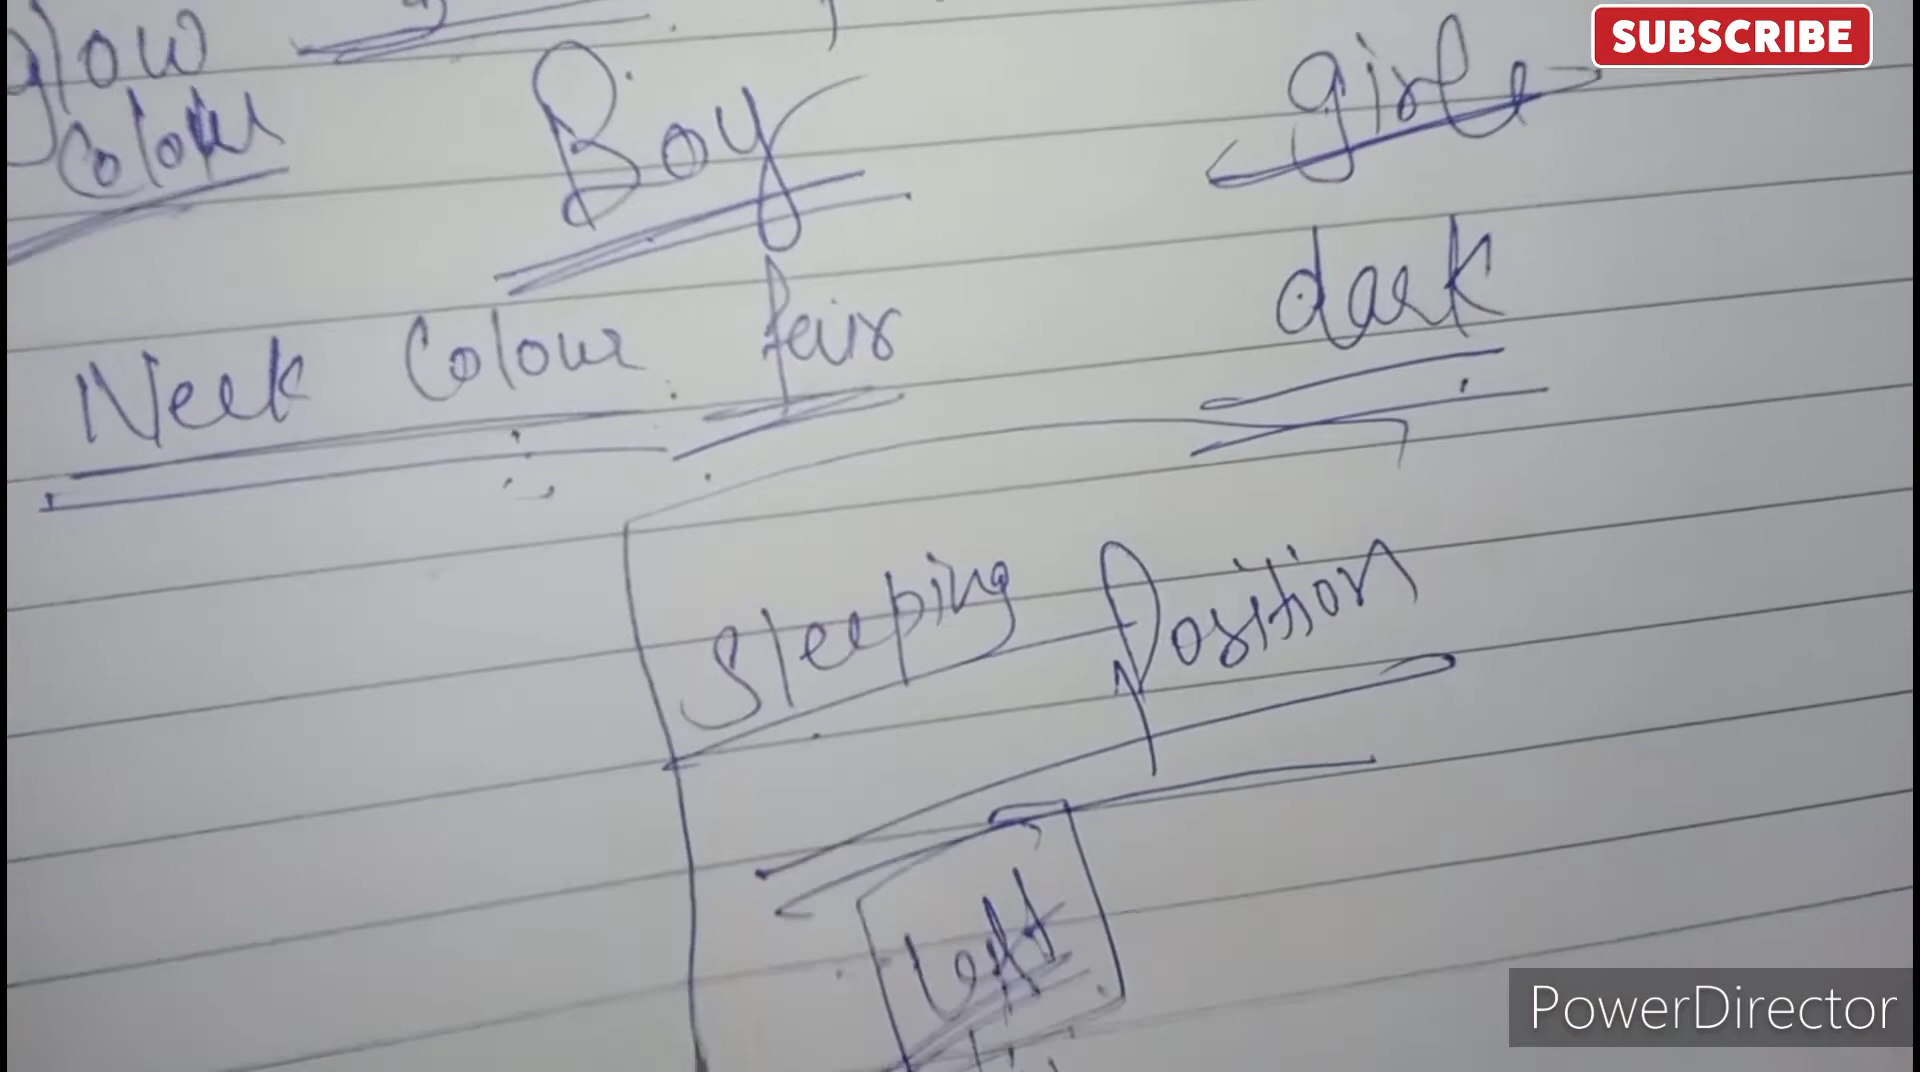 SUBSCRIBE
glow
Colour
Boy
girl
Neck Colour fair
dark
Sleeping Position
Left
PowerDirector